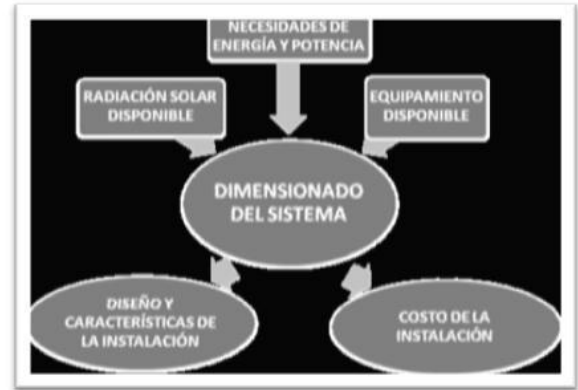 NECESIDADES DE
ENERGÍA Y POTENCIA
RADIACIÓN SOLAR
DISPONIBLE
EQUIPAMIENTO
DISPONIBLE
DIMENSIONADO
DEL SISTEMA
DISEÑO Y
CARACTERÍSTICAS DE
LA INSTALACIÓN
COSTO DE LA
INSTALACIÓN